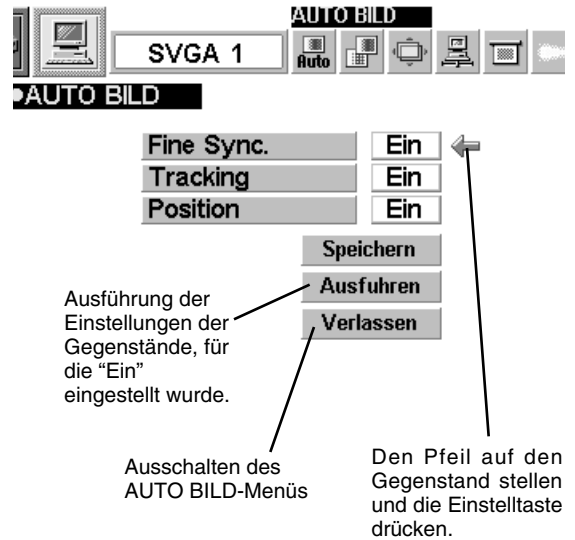 AUTO BILD
SVGA 1
Auto
AUTO BILD
Fine Sync. Ein
Tracking Ein
Position Ein
Speichern
Ausfuhren
Verlassen
Ausführung der
Einstellungen der
Gegenstände, für
die “Ein”
eingestellt wurde.
Ausschalten des
AUTO BILD-Menüs
Den Pfeil auf den
Gegenstand stellen
und die Einstelltaste
drücken.